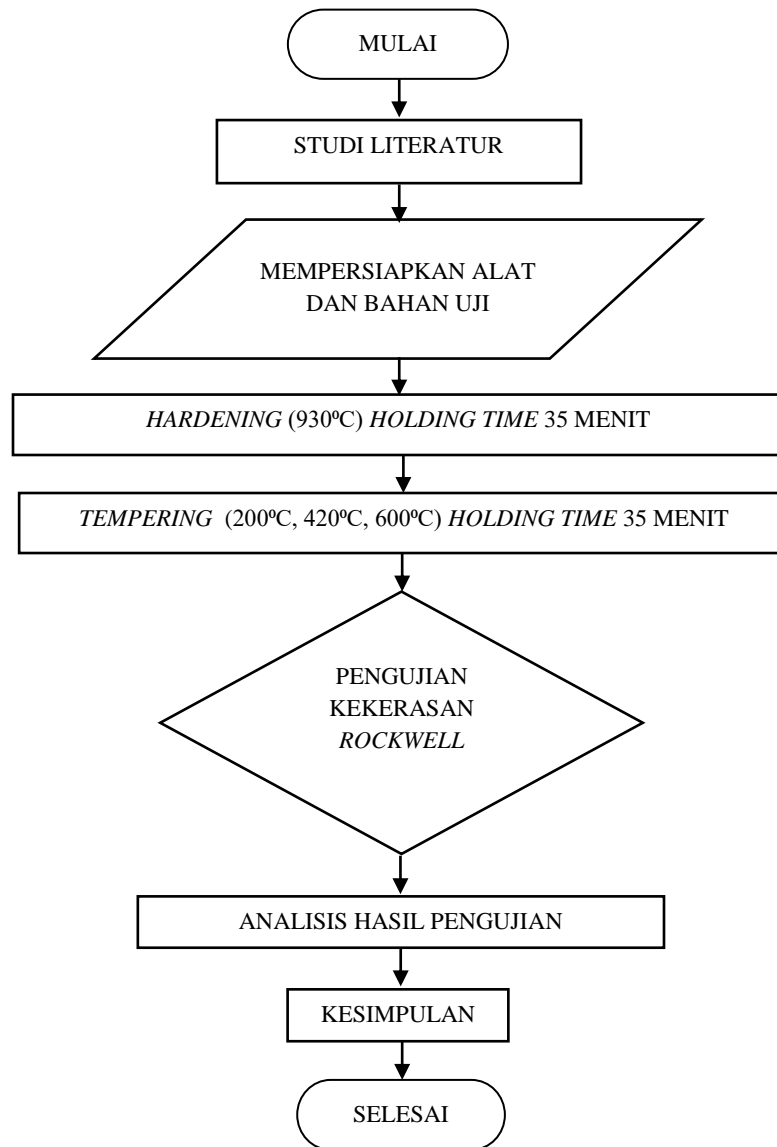 MULAI
STUDI LITERATUR
MEMPERSIAPKAN ALAT
DAN BAHAN UJI
HARDENING (930ºC) HOLDING TIME 35 MENIT
TEMPERING (200ºC, 420ºC, 600ºC) HOLDING TIME 35 MENIT
PENGUJIAN
KEKERASAN
ROCKWELL
ANALISIS HASIL PENGUJIAN
KESIMPULAN
SELESAI